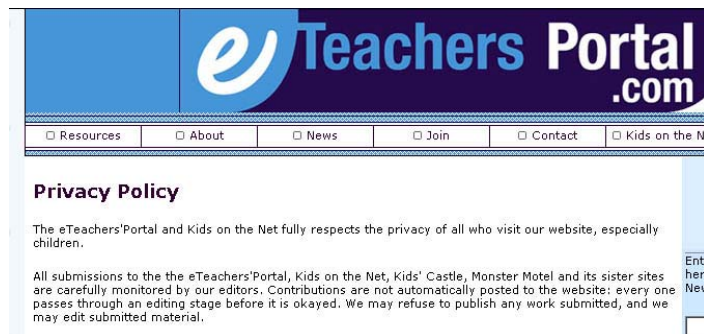 eTeachers Portal
.com
Resources About News Join Contact Kids on the
Privacy Policy
The eTeachers'Portal and Kids on the Net fully respects the privacy of all who visit our website, especially
children.
All submissions to the the eTeachers'Portal, Kids on the Net, Kids' Castle, Monster Motel and its sister sites
are carefully monitored by our editors. Contributions are not automatically posted to the website: every one
passes through an editing stage before it is okayed. We may refuse to publish any work submitted, and we
may edit submitted material.